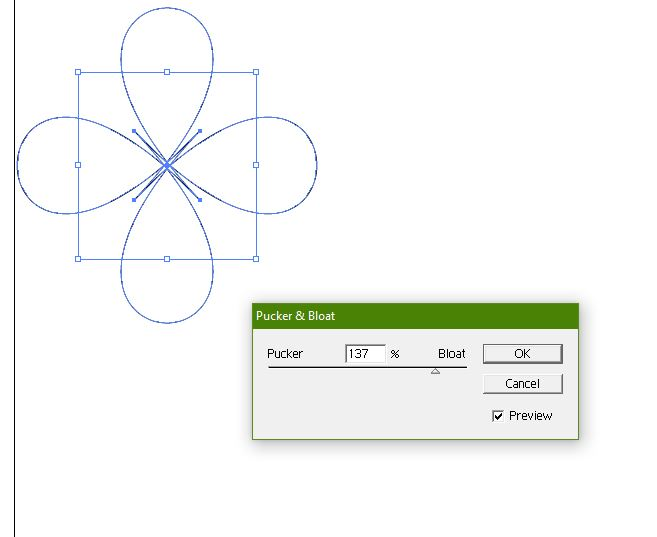 Pucker & Bloat
Pucker 137 % Bloat
OK
Cancel
Preview